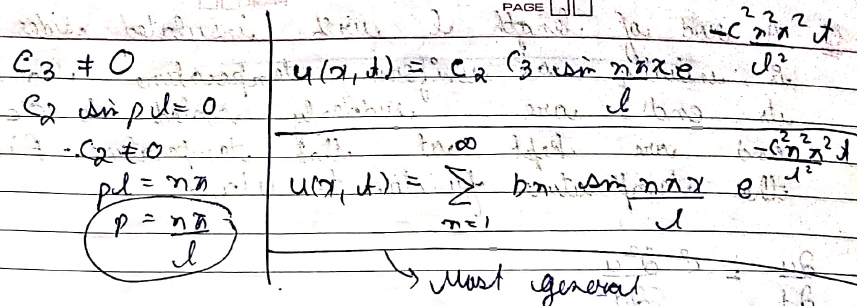 PAGE
C₃ ≠ 0
C₂ sin pl = 0
∴ C₂ ≠ 0
pl = nπ
p = nπ/l
u(x,t) = C₂ C₃ sin nπx/l e^(-c²n²π²t/l²)
u(x,t) = ∑_{n=1}^{∞} bn sin nπx/l e^(-c²n²π²t/l²)
↳ Most general